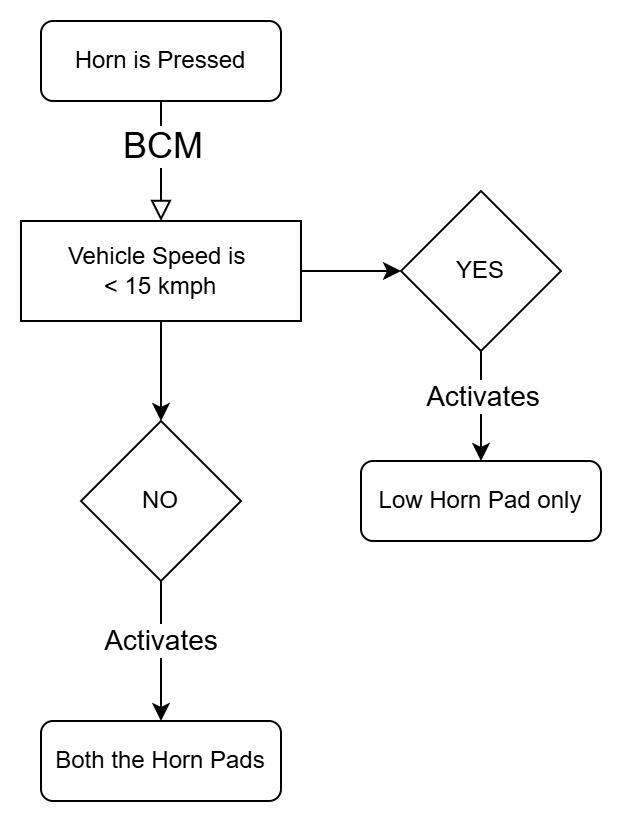 Horn is Pressed
BCM
Vehicle Speed is
< 15 kmph
YES
Activates
Low Horn Pad only
NO
Activates
Both the Horn Pads